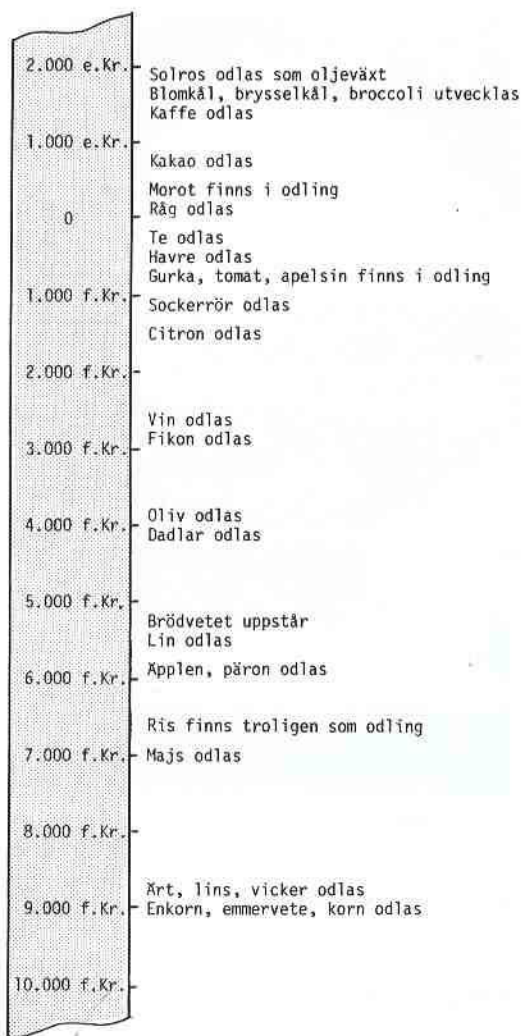 2.000 e.Kr.
Solros odlas som oljeväxt
Blomkål, brysselkål, broccoli utvecklas
Kaffe odlas
1.000 e.Kr.
Kakao odlas
Morot finns i odling
Råg odlas
0
Te odlas
Havre odlas
Gurka, tomat, apelsin finns i odling
1.000 f.Kr.
Sockerrör odlas
Citron odlas
2.000 f.Kr.
Vin odlas
Fikon odlas
3.000 f.Kr.
Oliv odlas
4.000 f.Kr.
Dadlar odlas
5.000 f.Kr.
Brödvetet uppstår
Lin odlas
Äpplen, päron odlas
6.000 f.Kr.
Ris finns troligen som odling
7.000 f.Kr.
Majs odlas
8.000 f.Kr.
Ärt, lins, vicker odlas
9.000 f.Kr.
Enkorn, emmervete, korn odlas
10.000 f.Kr.